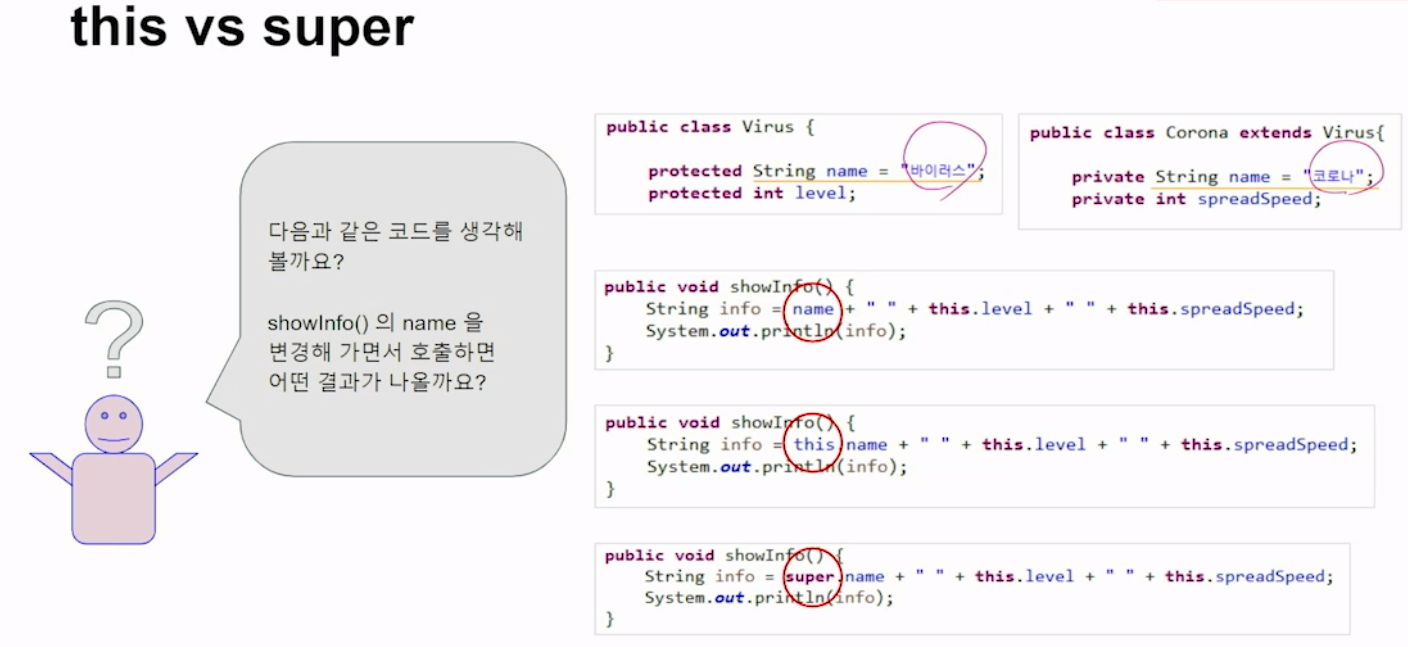 this vs super
다음과 같은 코드를 생각해
볼까요?
showInfo() 의 name 을
변경해 가면서 호출하면
어떤 결과가 나올까요?
?
public class Virus {
protected String name = "바이러스";
protected int level;
public class Corona extends Virus{
private String name = "코로나";
private int spreadSpeed;
public void showInfo() {
String info = name + " " + this.level + " " + this.spreadSpeed;
System.out.println(info);
}
public void showInfo() {
String info = this.name + " " + this.level + " " + this.spreadSpeed;
System.out.println(info);
}
public void showInfo() {
String info = super.name + " " + this.level + " " + this.spreadSpeed;
System.out.println(info);
}